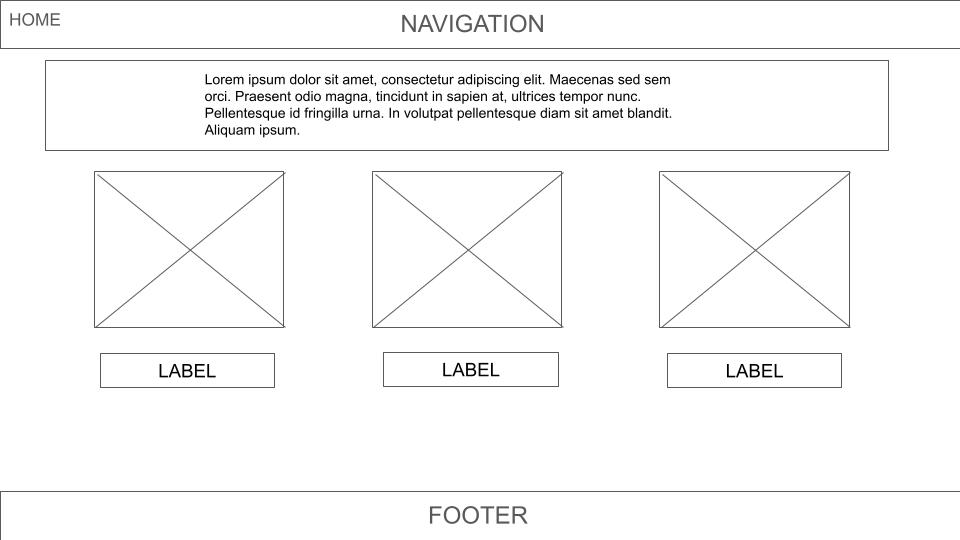 HOME
NAVIGATION
Lorem ipsum dolor sit amet, consectetur adipiscing elit. Maecenas sed sem
orci. Praesent odio magna, tincidunt in sapien at, ultrices tempor nunc.
Pellentesque id fringilla urna. In volutpat pellentesque diam sit amet blandit.
Aliquam ipsum.
LABEL
LABEL
LABEL
FOOTER